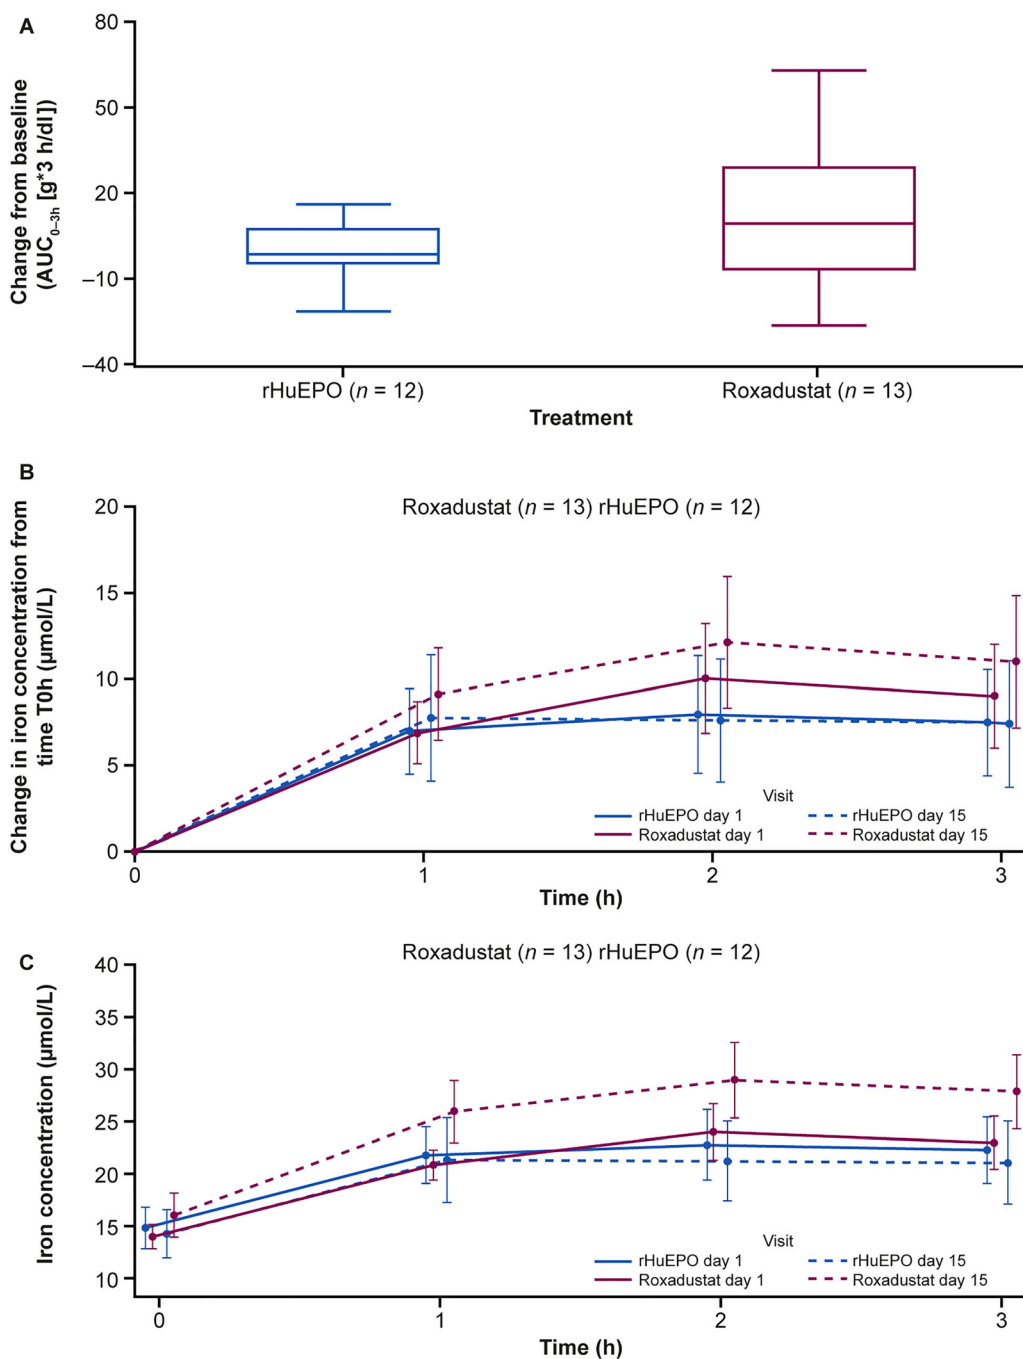 A
Change from baseline
(AUC0–3h [g*3 h/dl])
80
50
20
–10
–40
rHuEPO (n = 12)
Roxadustat (n = 13)
Treatment
B
Roxadustat (n = 13) rHuEPO (n = 12)
Change in iron concentration from
time T0h (µmol/L)
20
15
10
5
0
Visit
rHuEPO day 1
rHuEPO day 15
Roxadustat day 1
Roxadustat day 15
0
1
2
3
Time (h)
C
Roxadustat (n = 13) rHuEPO (n = 12)
Iron concentration (µmol/L)
40
35
30
25
20
15
10
Visit
rHuEPO day 1
rHuEPO day 15
Roxadustat day 1
Roxadustat day 15
0
1
2
3
Time (h)